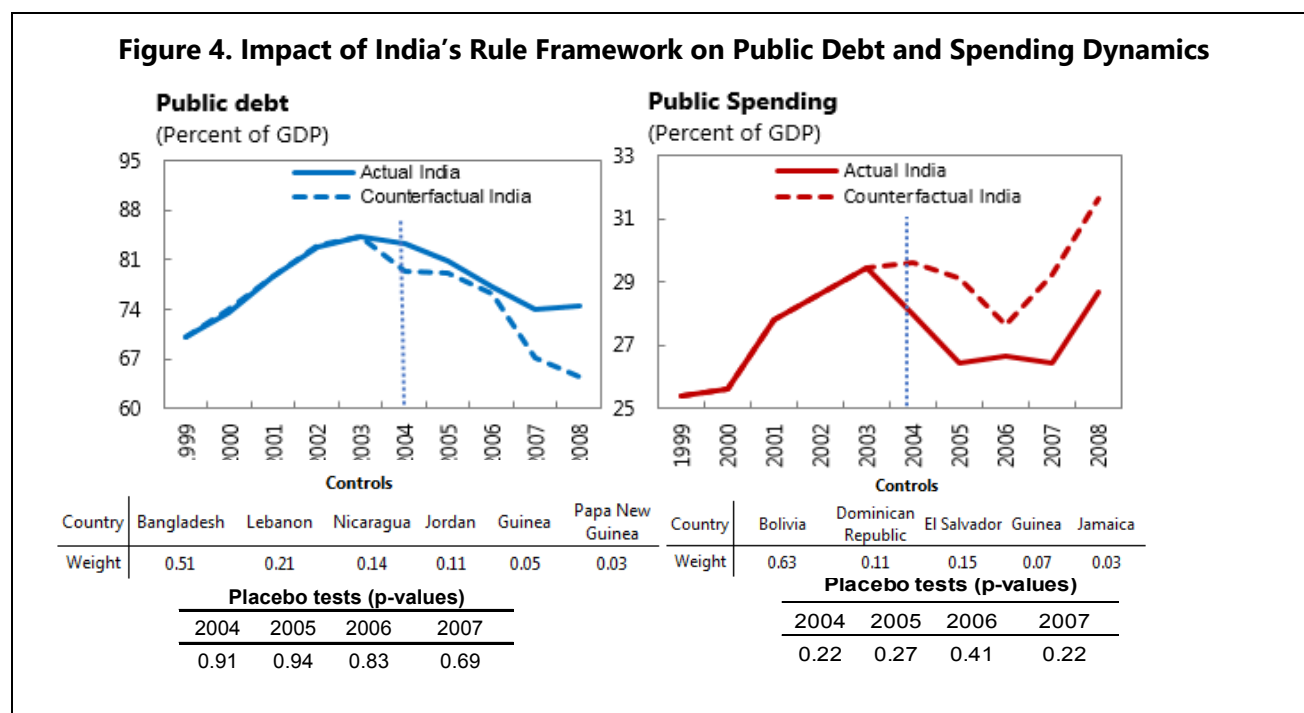 Figure 4. Impact of India's Rule Framework on Public Debt and Spending Dynamics
Public debt
(Percent of GDP)
95
88
81
74
67
60
Actual India
Counterfactual India
999
2000
2001
2002
2003
2004
2005
2006
2007
2008
Controls
Country Bangladesh Lebanon Nicaragua Jordan Guinea Papa New Guinea
Weight 0.51 0.21 0.14 0.11 0.05 0.03
Placebo tests (p-values)
2004 2005 2006 2007
0.91 0.94 0.83 0.69
Public Spending
(Percent of GDP)
33
31
29
27
25
Actual India
Counterfactual India
1999
2000
2001
2002
2003
2004
2005
2006
2007
2008
Controls
Country Bolivia Dominican Republic El Salvador Guinea Jamaica
Weight 0.63 0.11 0.15 0.07 0.03
Placebo tests (p-values)
2004 2005 2006 2007
0.22 0.27 0.41 0.22